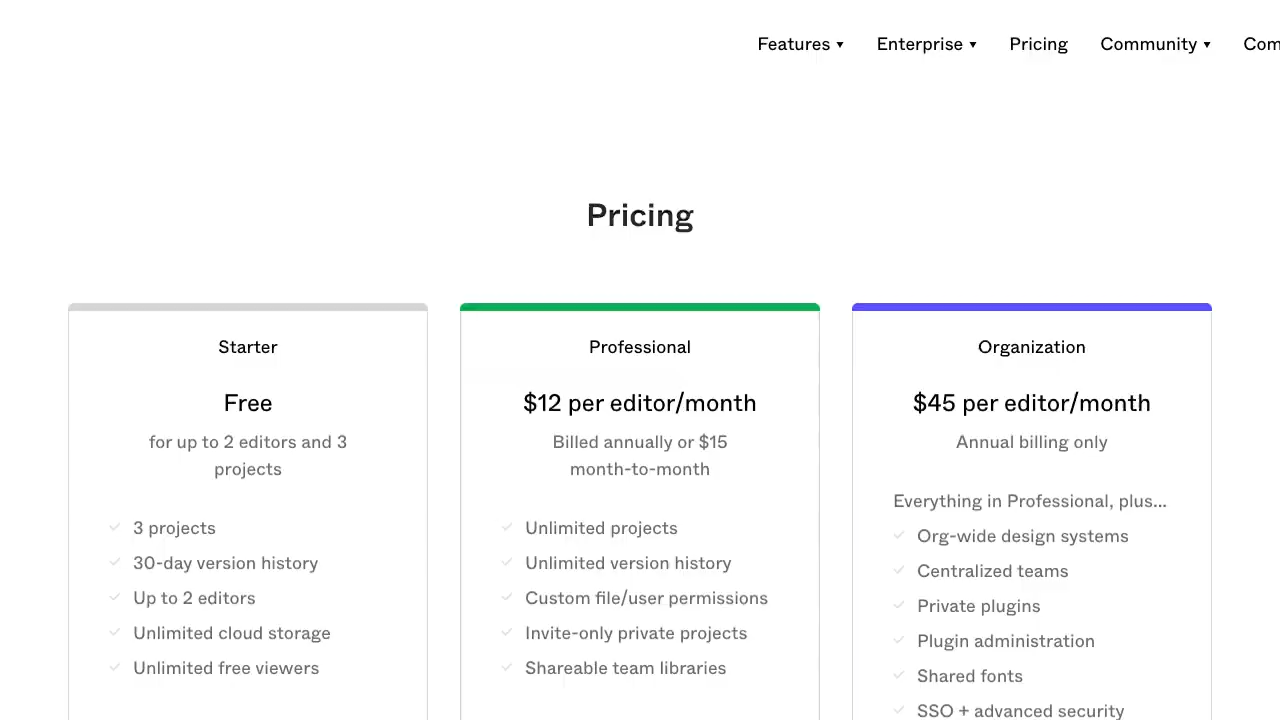 Features ▾ Enterprise ▾ Pricing Community ▾ Com
Pricing
Starter
Free
for up to 2 editors and 3
projects
3 projects
30-day version history
Up to 2 editors
Unlimited cloud storage
Unlimited free viewers
Professional
$12 per editor/month
Billed annually or $15
month-to-month
Unlimited projects
Unlimited version history
Custom file/user permissions
Invite-only private projects
Shareable team libraries
Organization
$45 per editor/month
Annual billing only
Everything in Professional, plus...
Org-wide design systems
Centralized teams
Private plugins
Plugin administration
Shared fonts
SSO + advanced security